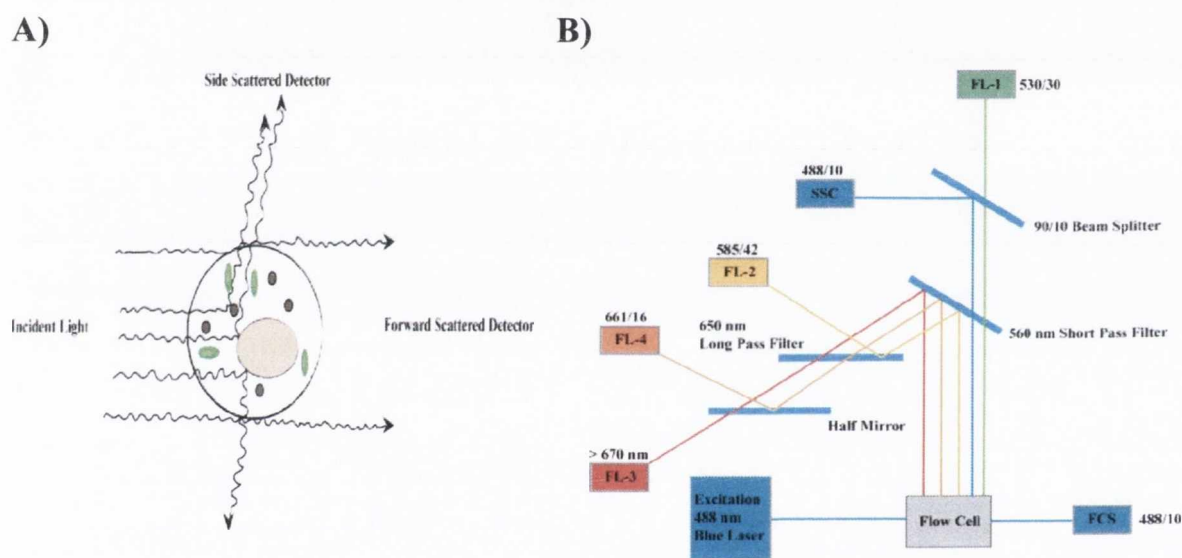 A)
Side Scattered Detector
Incident Light
Forward Scattered Detector
B)
FL-1
530/30
488/10
SSC
90/10 Beam Splitter
585/42
FL-2
661/16
FL-4
650 nm
Long Pass Filter
560 nm Short Pass Filter
Half Mirror
> 670 nm
FL-3
Excitation
488 nm
Blue Laser
Flow Cell
FCS
488/10